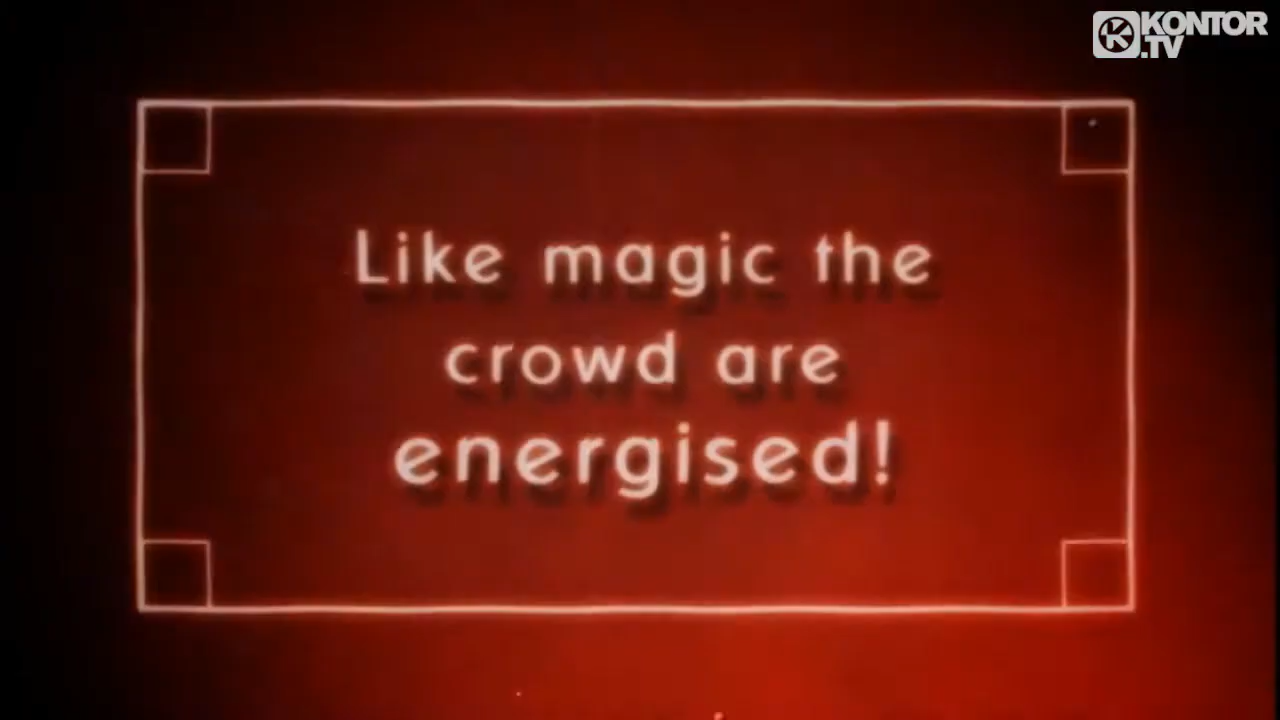 KONTOR
.TV
Like magic the
crowd are
energised!